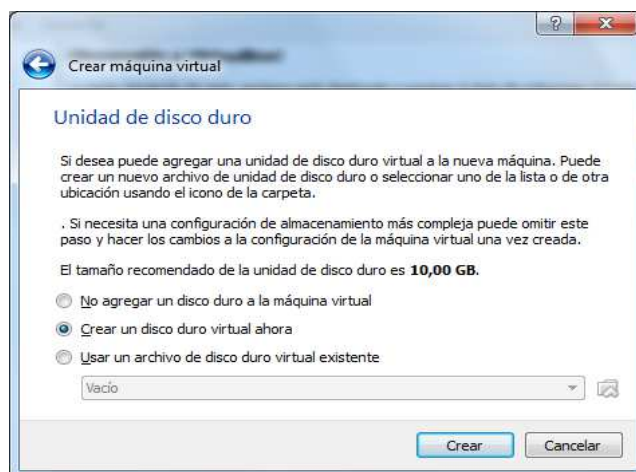 Crear máquina virtual
Unidad de disco duro
Si desea puede agregar una unidad de disco duro virtual a la nueva máquina. Puede
crear un nuevo archivo de unidad de disco duro o seleccionar uno de la lista o de otra
ubicación usando el icono de la carpeta.
. Si necesita una configuración de almacenamiento más compleja puede omitir este
paso y hacer los cambios a la configuración de la máquina virtual una vez creada.
El tamaño recomendado de la unidad de disco duro es 10,00 GB.
No agregar un disco duro a la máquina virtual
Crear un disco duro virtual ahora
Usar un archivo de disco duro virtual existente
Vacío
Crear
Cancelar